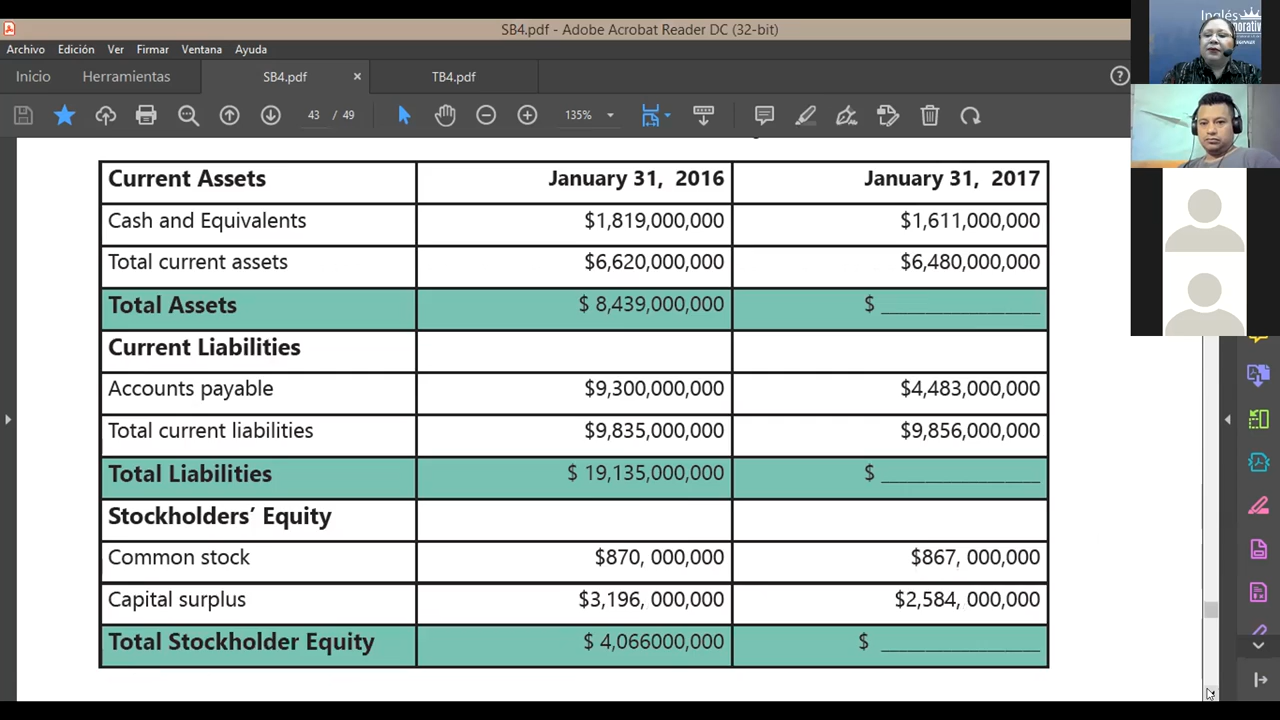 SB4.pdf - Adobe Acrobat Reader DC (32-bit)
Archivo Edición Ver Firmar Ventana Ayuda
Inicio Herramientas SB4.pdf × TB4.pdf
43 / 49 135%
Inglés
Current Assets January 31, 2016 January 31, 2017
Cash and Equivalents $1,819,000,000 $1,611,000,000
Total current assets $6,620,000,000 $6,480,000,000
Total Assets $ 8,439,000,000 $ _______________
Current Liabilities
Accounts payable $9,300,000,000 $4,483,000,000
Total current liabilities $9,835,000,000 $9,856,000,000
Total Liabilities $ 19,135,000,000 $ _______________
Stockholders’ Equity
Common stock $870, 000,000 $867, 000,000
Capital surplus $3,196, 000,000 $2,584, 000,000
Total Stockholder Equity $ 4,066000,000 $ _______________